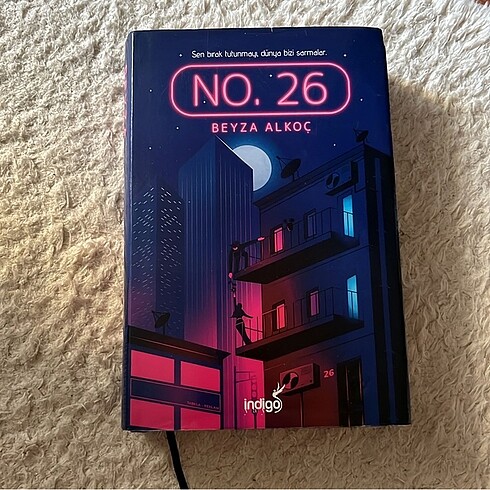 Sen bırak tutunmayı, dünya bizi sarmalar.
NO. 26
BEYZA ALKOÇ
26
indigo